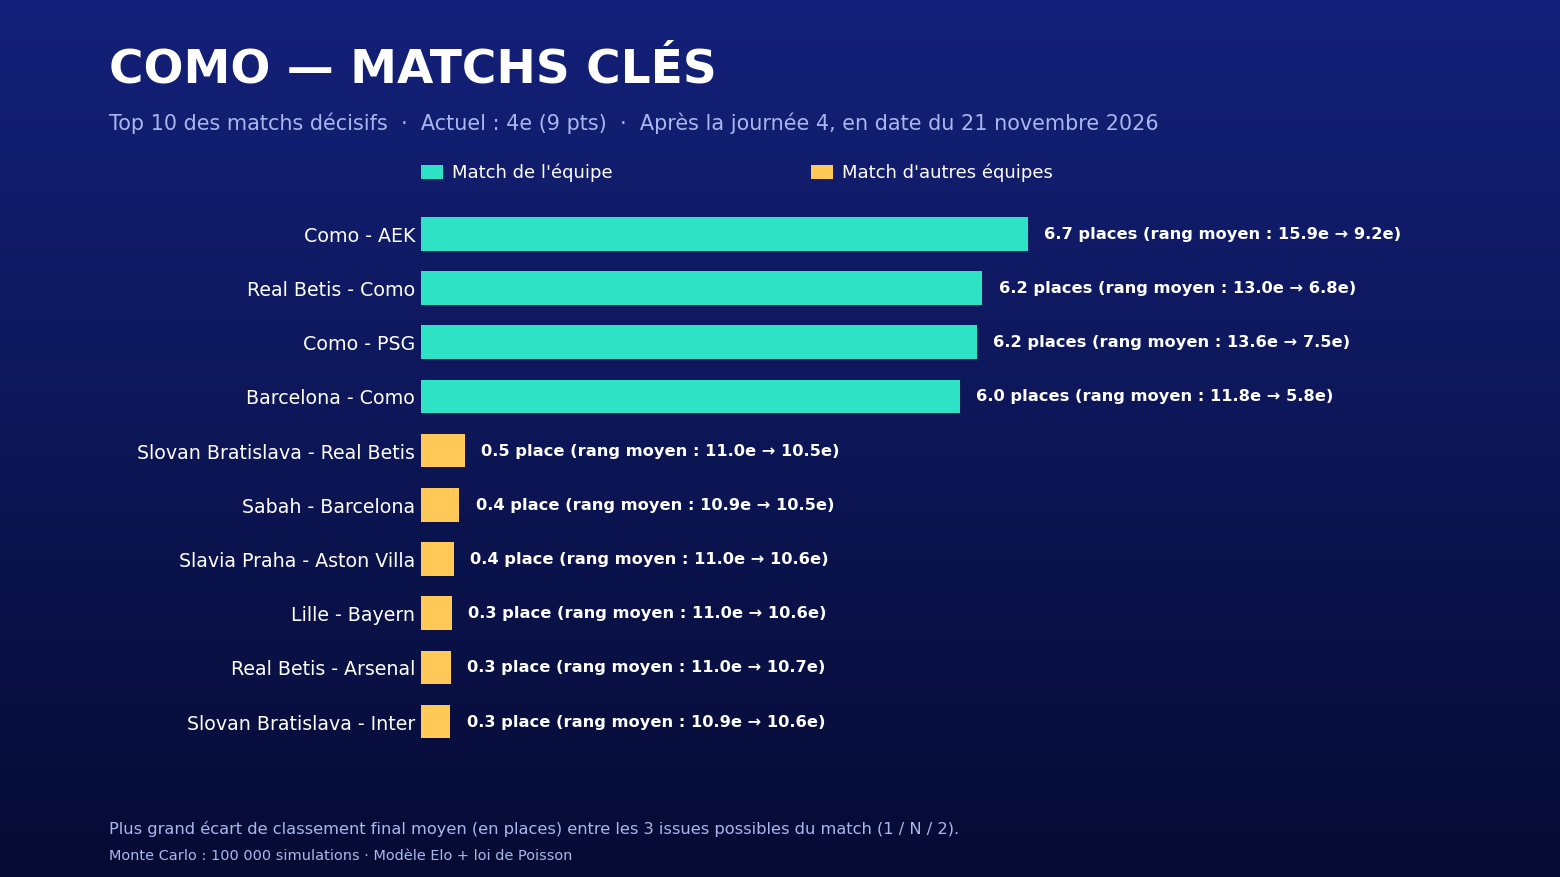 COMO — MATCHS CLÉS
Top 10 des matchs décisifs · Actuel : 4e (9 pts) · Après la journée 4, en date du 21 novembre 2026
Match de l'équipe
Match d'autres équipes
Como - AEK 6.7 places (rang moyen : 15.9e → 9.2e)
Real Betis - Como 6.2 places (rang moyen : 13.0e → 6.8e)
Como - PSG 6.2 places (rang moyen : 13.6e → 7.5e)
Barcelona - Como 6.0 places (rang moyen : 11.8e → 5.8e)
Slovan Bratislava - Real Betis 0.5 place (rang moyen : 11.0e → 10.5e)
Sabah - Barcelona 0.4 place (rang moyen : 10.9e → 10.5e)
Slavia Praha - Aston Villa 0.4 place (rang moyen : 11.0e → 10.6e)
Lille - Bayern 0.3 place (rang moyen : 11.0e → 10.6e)
Real Betis - Arsenal 0.3 place (rang moyen : 11.0e → 10.7e)
Slovan Bratislava - Inter 0.3 place (rang moyen : 10.9e → 10.6e)
Plus grand écart de classement final moyen (en places) entre les 3 issues possibles du match (1 / N / 2).
Monte Carlo : 100 000 simulations · Modèle Elo + loi de Poisson